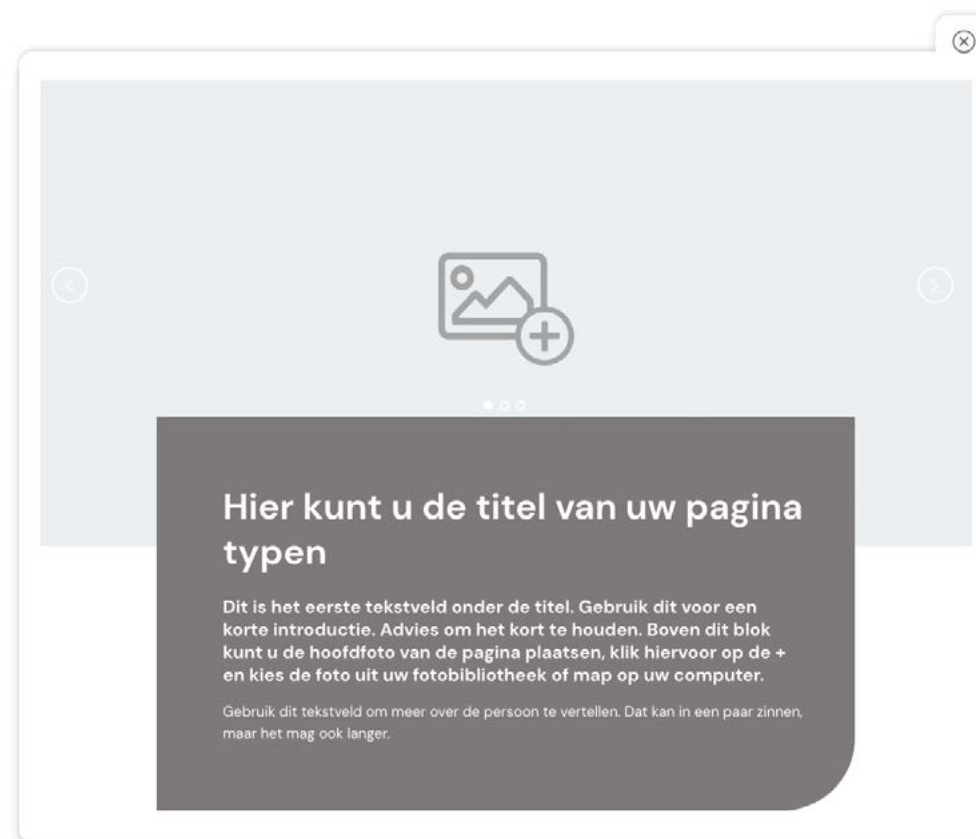 Hier kunt u de titel van uw pagina
typen
Dit is het eerste tekstveld onder de titel. Gebruik dit voor een
korte introductie. Advies om het kort te houden. Boven dit blok
kunt u de hoofdfoto van de pagina plaatsen, klik hiervoor op de +
en kies de foto uit uw fotobibliotheek of map op uw computer.
Gebruik dit tekstveld om meer over de persoon te vertellen. Dat kan in een paar zinnen,
maar het mag ook langer.